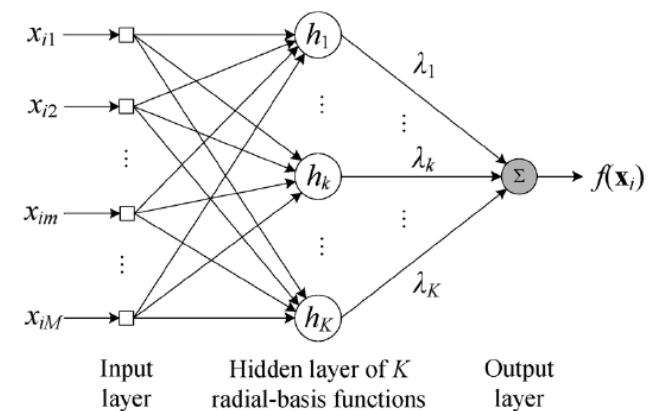 x_{i1}
h_1
λ_1
x_{i2}
⋮
⋮
⋮
h_k
λ_k
Σ
f(x_i)
x_{im}
⋮
⋮
⋮
λ_K
x_{iM}
h_K
Input
layer
Hidden layer of K
radial-basis functions
Output
layer